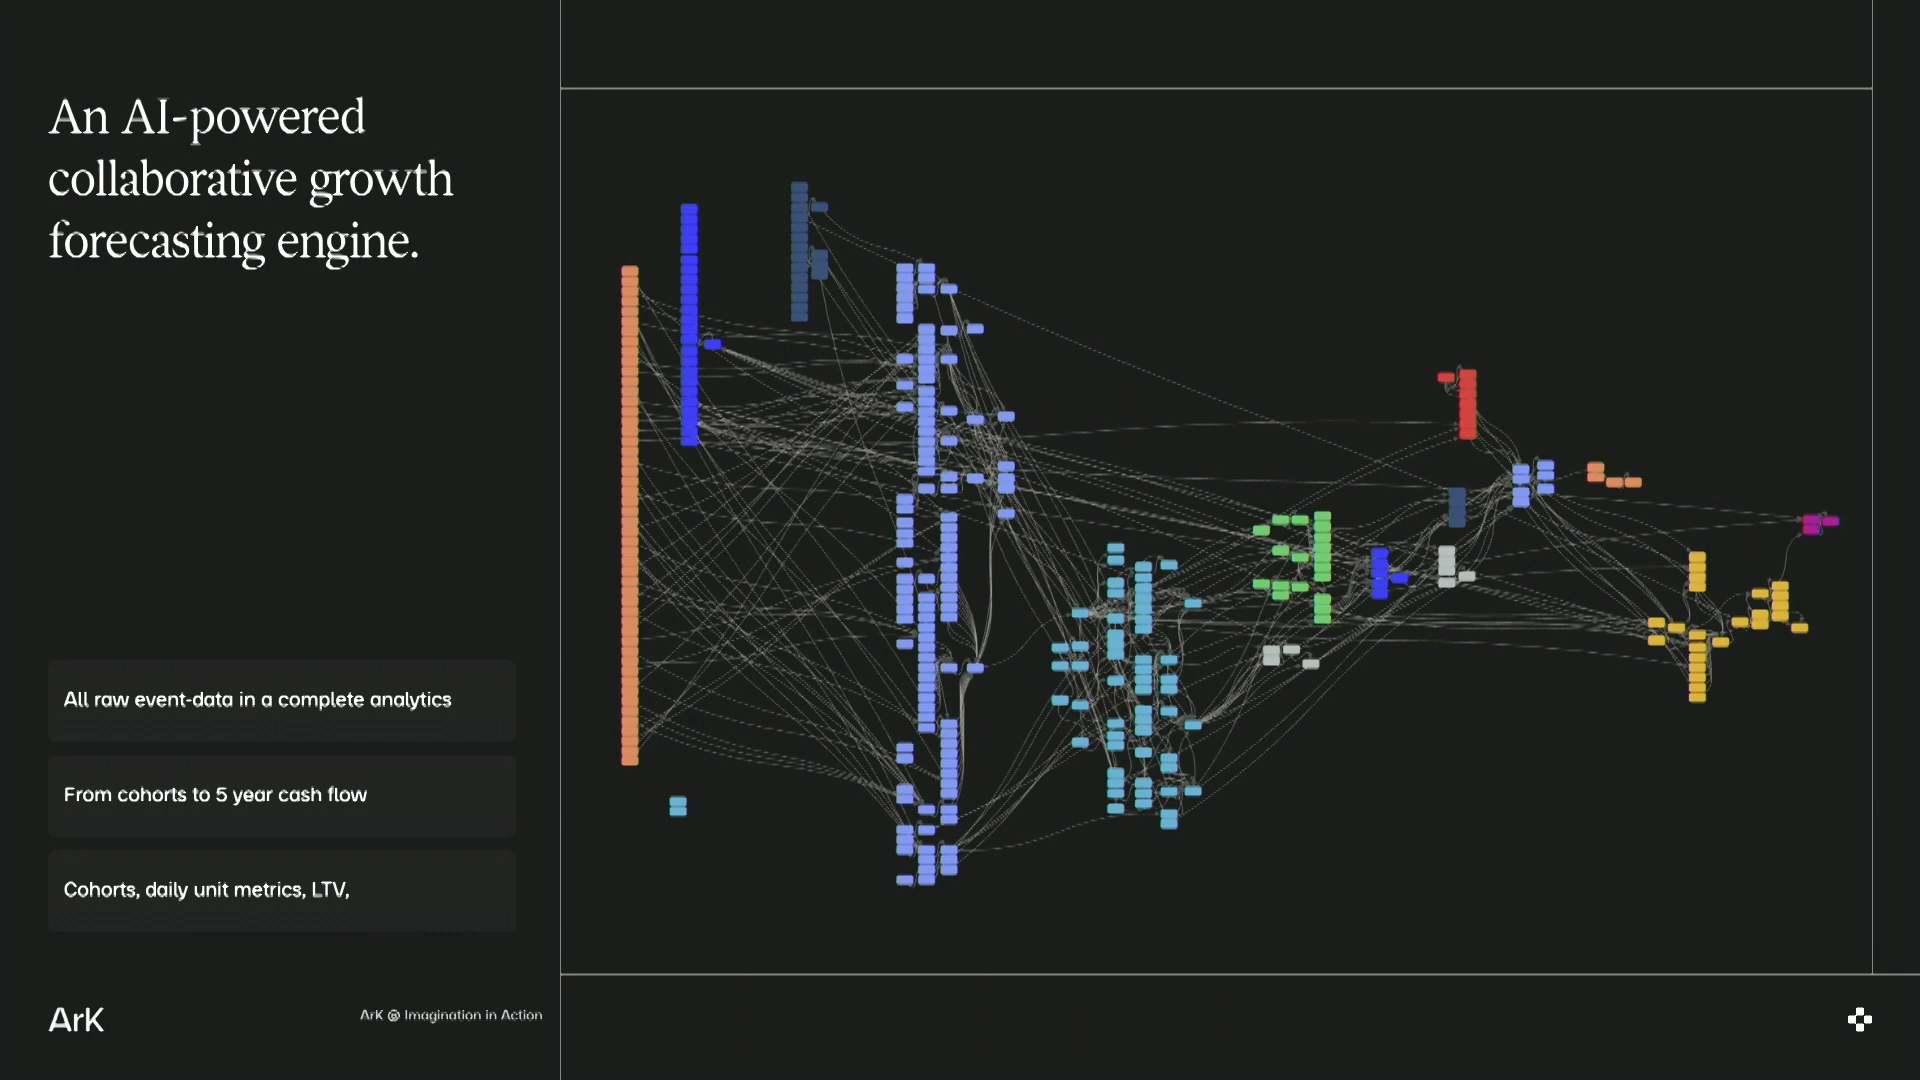 An AI-powered
collaborative growth
forecasting engine.
All raw event-data in a complete analytics
From cohorts to 5 year cash flow
Cohorts, daily unit metrics, LTV,
ArK
ArK @ Imagination in Action